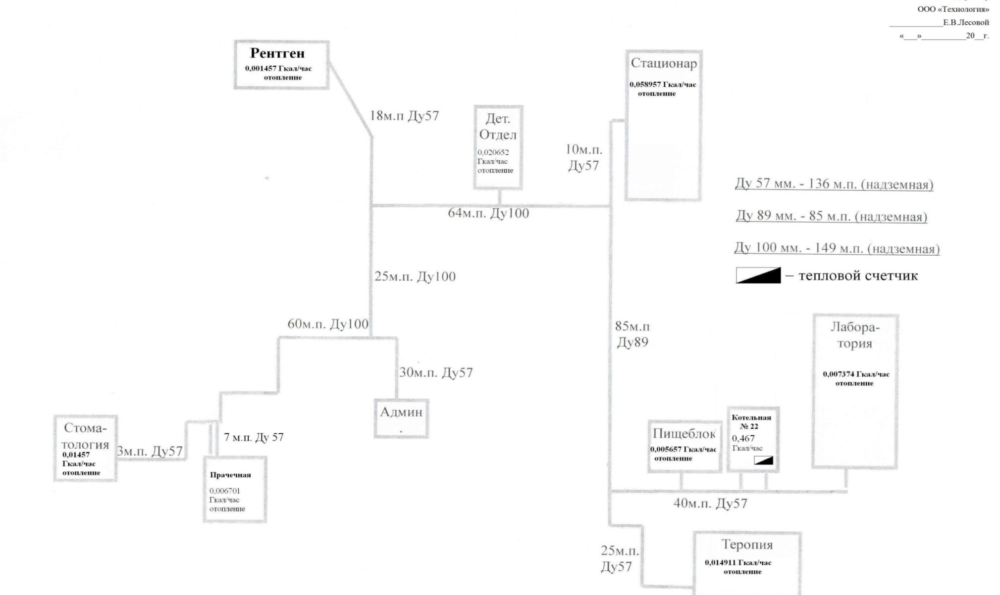 ООО «Технология»
____________Е.В.Лесовой
«___»__________20__г.
Рентген
0,001457 Гкал/час
отопление
18м.п Ду57
Дет.
Отдел
0,020652
Гкал/час
отопление
Стационар
0,058957 Гкал/час
отопление
10м.п.
Ду57
64м.п. Ду100
Ду 57 мм. - 136 м.п. (надземная)
Ду 89 мм. - 85 м.п. (надземная)
Ду 100 мм. - 149 м.п. (надземная)
– тепловой счетчик
25м.п. Ду100
60м.п. Ду100
85м.п
Ду89
30м.п. Ду57
Админ
.
Стома-
тология
0,01457
Гкал/час
отопление
3м.п. Ду57
7 м.п. Ду 57
Прачечная
0,006701
Гкал/час
отопление
Пищеблок
0,005657 Гкал/час
отопление
Котельная
№ 22
0,467
Гкал/час
Лабора-
тория
0,007374 Гкал/час
отопление
40м.п. Ду57
25м.п.
Ду57
Теропия
0,014911 Гкал/час
отопление